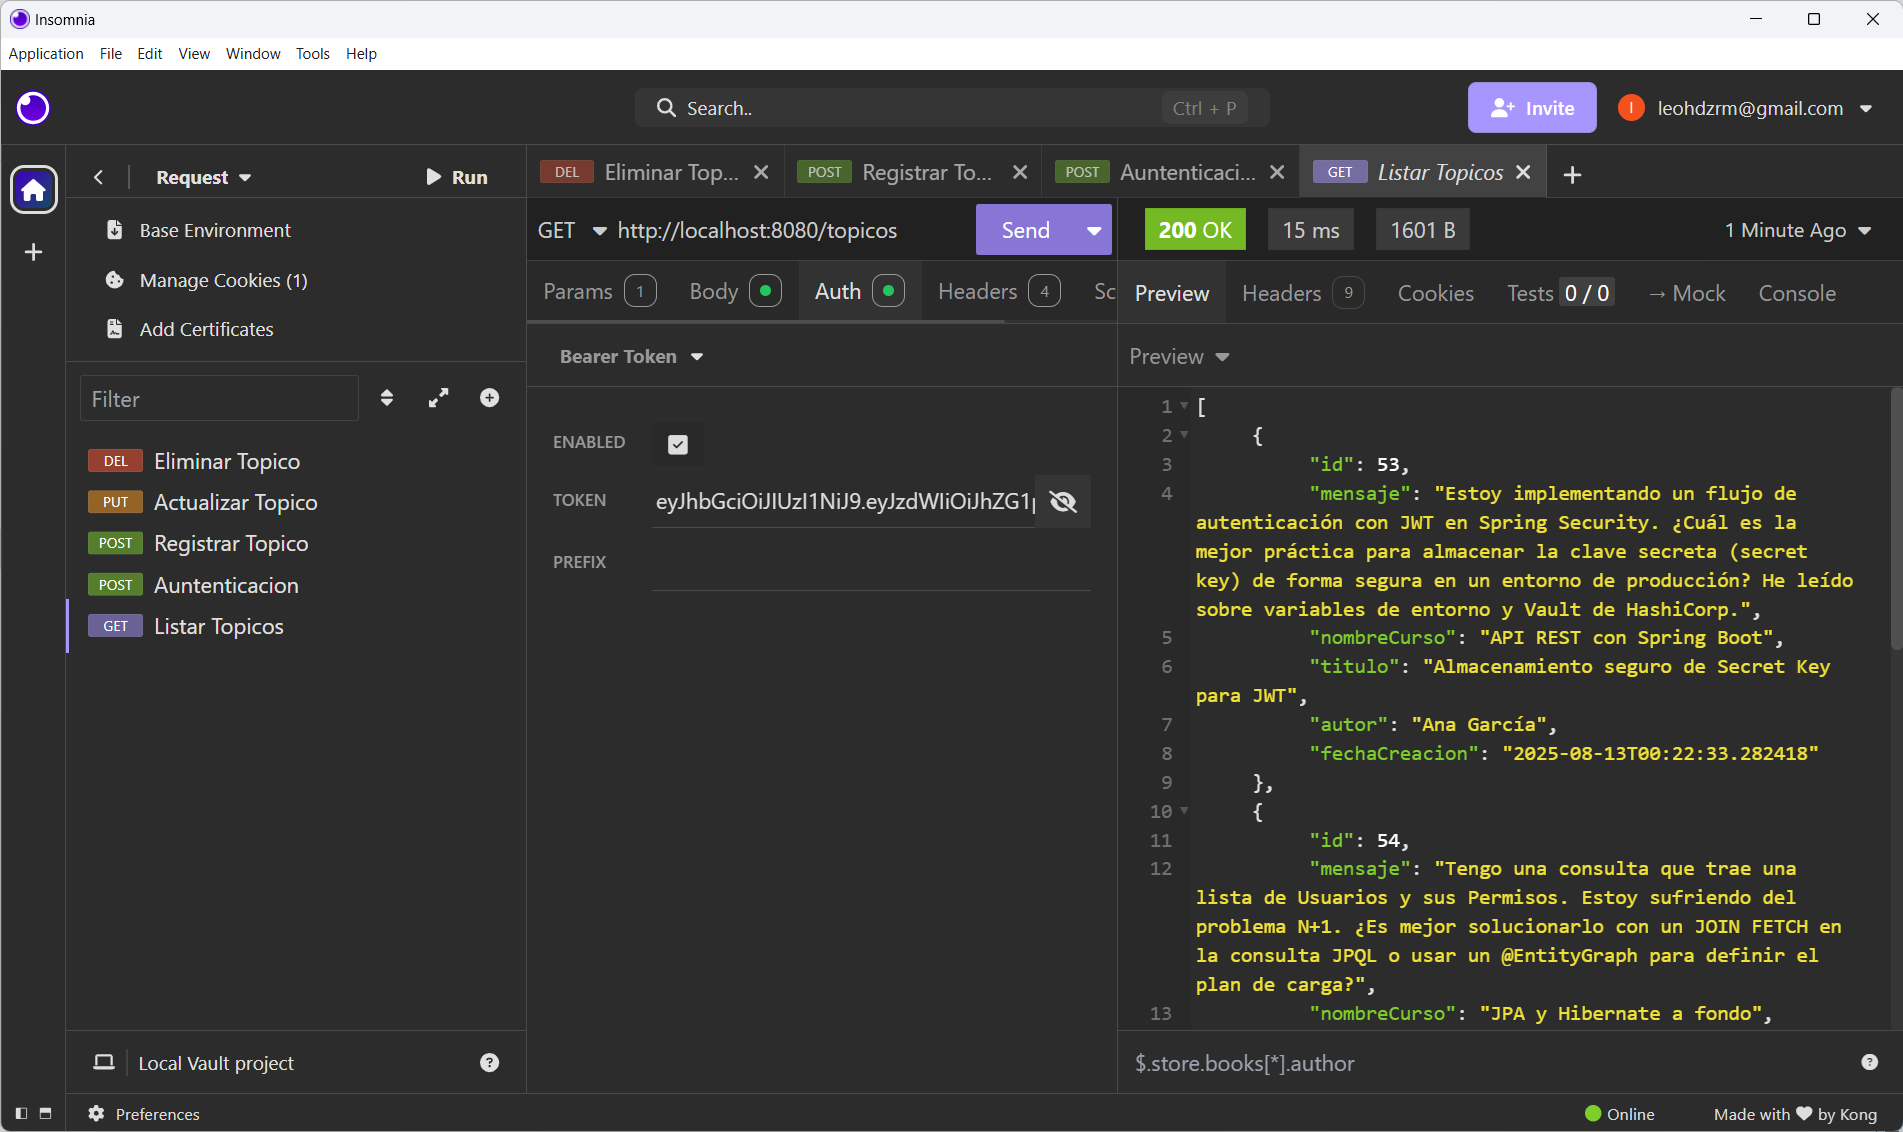 Insomnia
Application File Edit View Window Tools Help
Search.. Ctrl + P
Invite
leohdzrm@gmail.com
Request
Run
Base Environment
Manage Cookies (1)
Add Certificates
Filter
DEL Eliminar Topico
PUT Actualizar Topico
POST Registrar Topico
POST Auntenticacion
GET Listar Topicos
Local Vault project
Preferences
DEL Eliminar Top... POST Registrar To... POST Auntenticaci... GET Listar Topicos
GET http://localhost:8080/topicos Send
Params 1 Body Auth Headers 4 Sc
Bearer Token
ENABLED
TOKEN eyJhbGciOiJIUzI1NiJ9.eyJzdWIiOiJhZG1p
PREFIX
200 OK 15 ms 1601 B 1 Minute Ago
Preview Headers 9 Cookies Tests 0 / 0 → Mock Console
Preview
1 [
2 {
3 "id": 53,
4 "mensaje": "Estoy implementando un flujo de
autenticación con JWT en Spring Security. ¿Cuál es la
mejor práctica para almacenar la clave secreta (secret
key) de forma segura en un entorno de producción? He leído
sobre variables de entorno y Vault de HashiCorp.",
5 "nombreCurso": "API REST con Spring Boot",
6 "titulo": "Almacenamiento seguro de Secret Key
para JWT",
7 "autor": "Ana García",
8 "fechaCreacion": "2025-08-13T00:22:33.282418"
9 },
10 {
11 "id": 54,
12 "mensaje": "Tengo una consulta que trae una
lista de Usuarios y sus Permisos. Estoy sufriendo del
problema N+1. ¿Es mejor solucionarlo con un JOIN FETCH en
la consulta JPQL o usar un @EntityGraph para definir el
plan de carga?",
13 "nombreCurso": "JPA y Hibernate a fondo",
$.store.books[*].author
Online
Made with ♥ by Kong